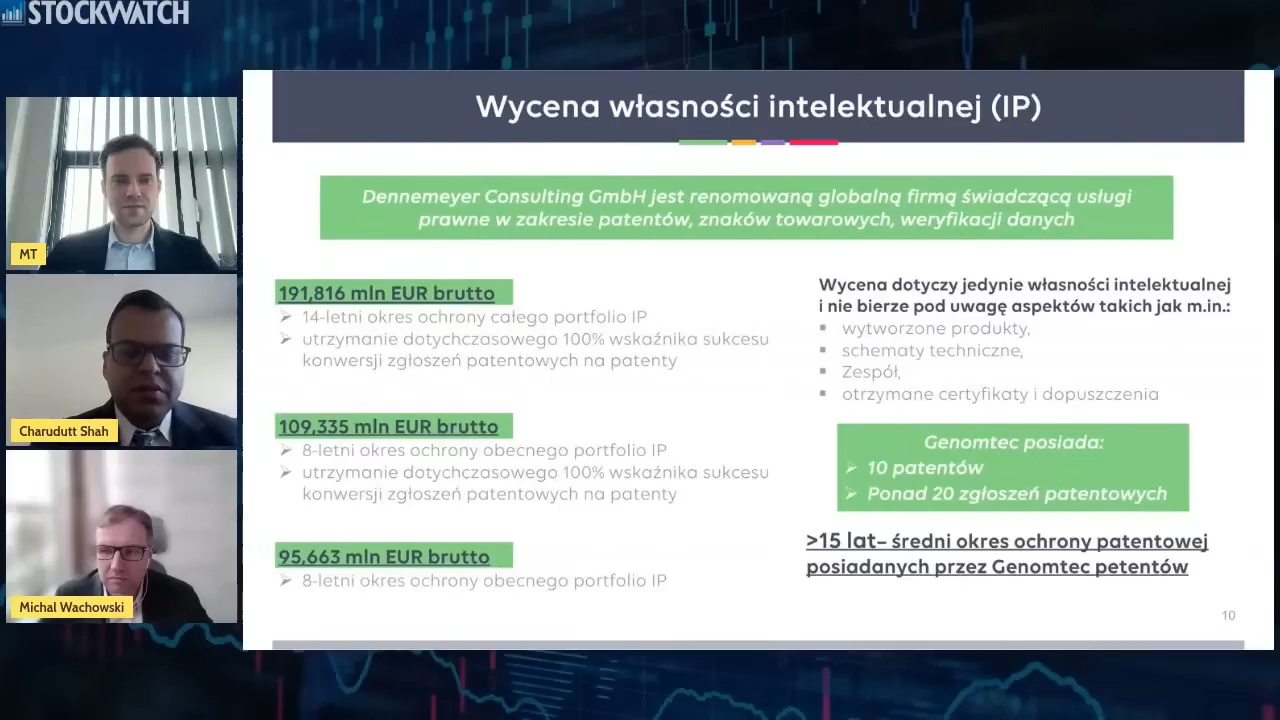 STOCKWATCH
MT
Charudutt Shah
Michal Wachowski
Wycena własności intelektualnej (IP)
Dennemeyer Consulting GmbH jest renomowaną globalną firmą świadczącą usługi
prawne w zakresie patentów, znaków towarowych, weryfikacji danych
191,816 mln EUR brutto
14-letni okres ochrony całego portfolio IP
utrzymanie dotychczasowego 100% wskaźnika sukcesu
konwersji zgłoszeń patentowych na patenty
109,335 mln EUR brutto
8-letni okres ochrony obecnego portfolio IP
utrzymanie dotychczasowego 100% wskaźnika sukcesu
konwersji zgłoszeń patentowych na patenty
95,663 mln EUR brutto
8-letni okres ochrony obecnego portfolio IP
Wycena dotyczy jedynie własności intelektualnej
i nie bierze pod uwagę aspektów takich jak m.in.:
wytworzone produkty,
schematy techniczne,
Zespół,
otrzymane certyfikaty i dopuszczenia
Genomtec posiada:
10 patentów
Ponad 20 zgłoszeń patentowych
>15 lat– średni okres ochrony patentowej
posiadanych przez Genomtec petentów
10